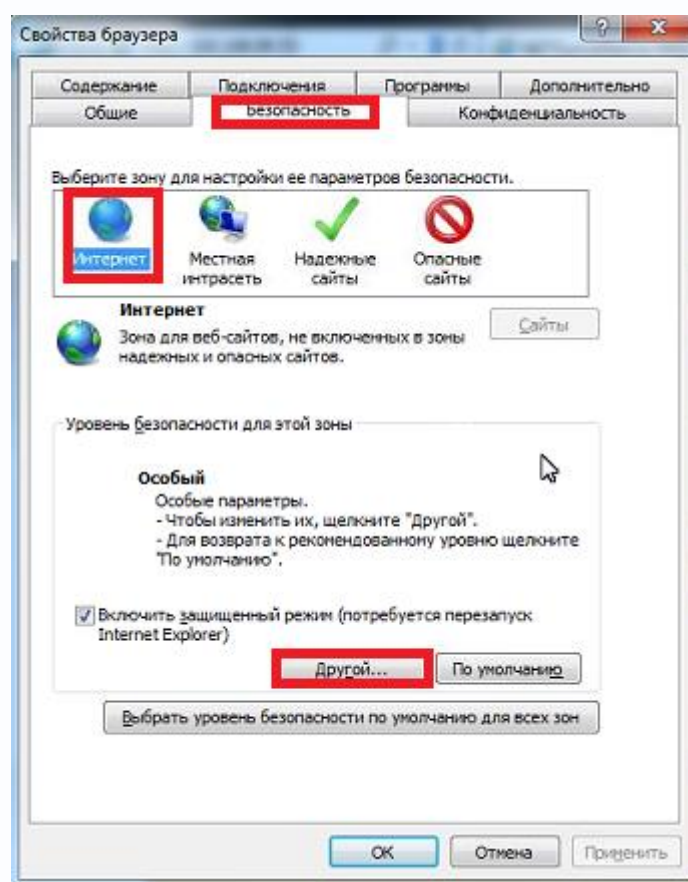 Свойства браузера
Содержание Подключения Программы Дополнительно
Общие Безопасность Конфиденциальность
Выберите зону для настройки ее параметров безопасности.
Интернет Местная интрасеть Надежные сайты Опасные сайты
Интернет
Зона для веб-сайтов, не включенных в зоны
надежных и опасных сайтов.
Сайты
Уровень безопасности для этой зоны
Особый
Особые параметры.
- Чтобы изменить их, щелкните "Другой".
- Для возврата к рекомендованному уровню щелкните
"По умолчанию".
Включить защищенный режим (потребуется перезапуск
Internet Explorer)
Другой... По умолчанию
Выбрать уровень безопасности по умолчанию для всех зон
ОК Отмена Применить